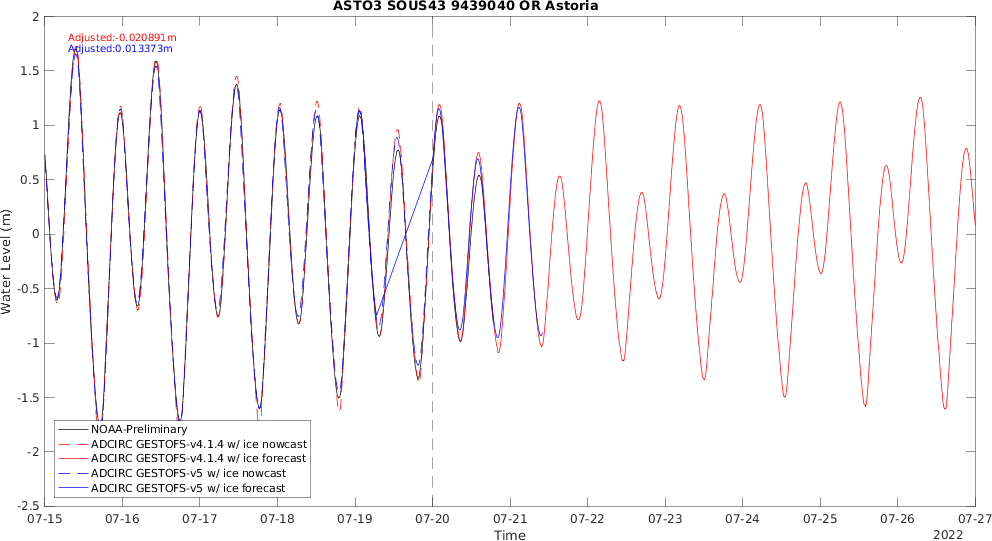 ASTO3 SOUS43 9439040 OR Astoria
Adjusted:-0.020891m
Adjusted:0.013373m
Water Level (m)
2
1.5
1
0.5
0
-0.5
-1
-1.5
-2
-2.5
NOAA-Preliminary
ADCIRC GESTOFS-v4.1.4 w/ ice nowcast
ADCIRC GESTOFS-v4.1.4 w/ ice forecast
ADCIRC GESTOFS-v5 w/ ice nowcast
ADCIRC GESTOFS-v5 w/ ice forecast
07-15 07-16 07-17 07-18 07-19 07-20 07-21 07-22 07-23 07-24 07-25 07-26 07-27
Time
2022